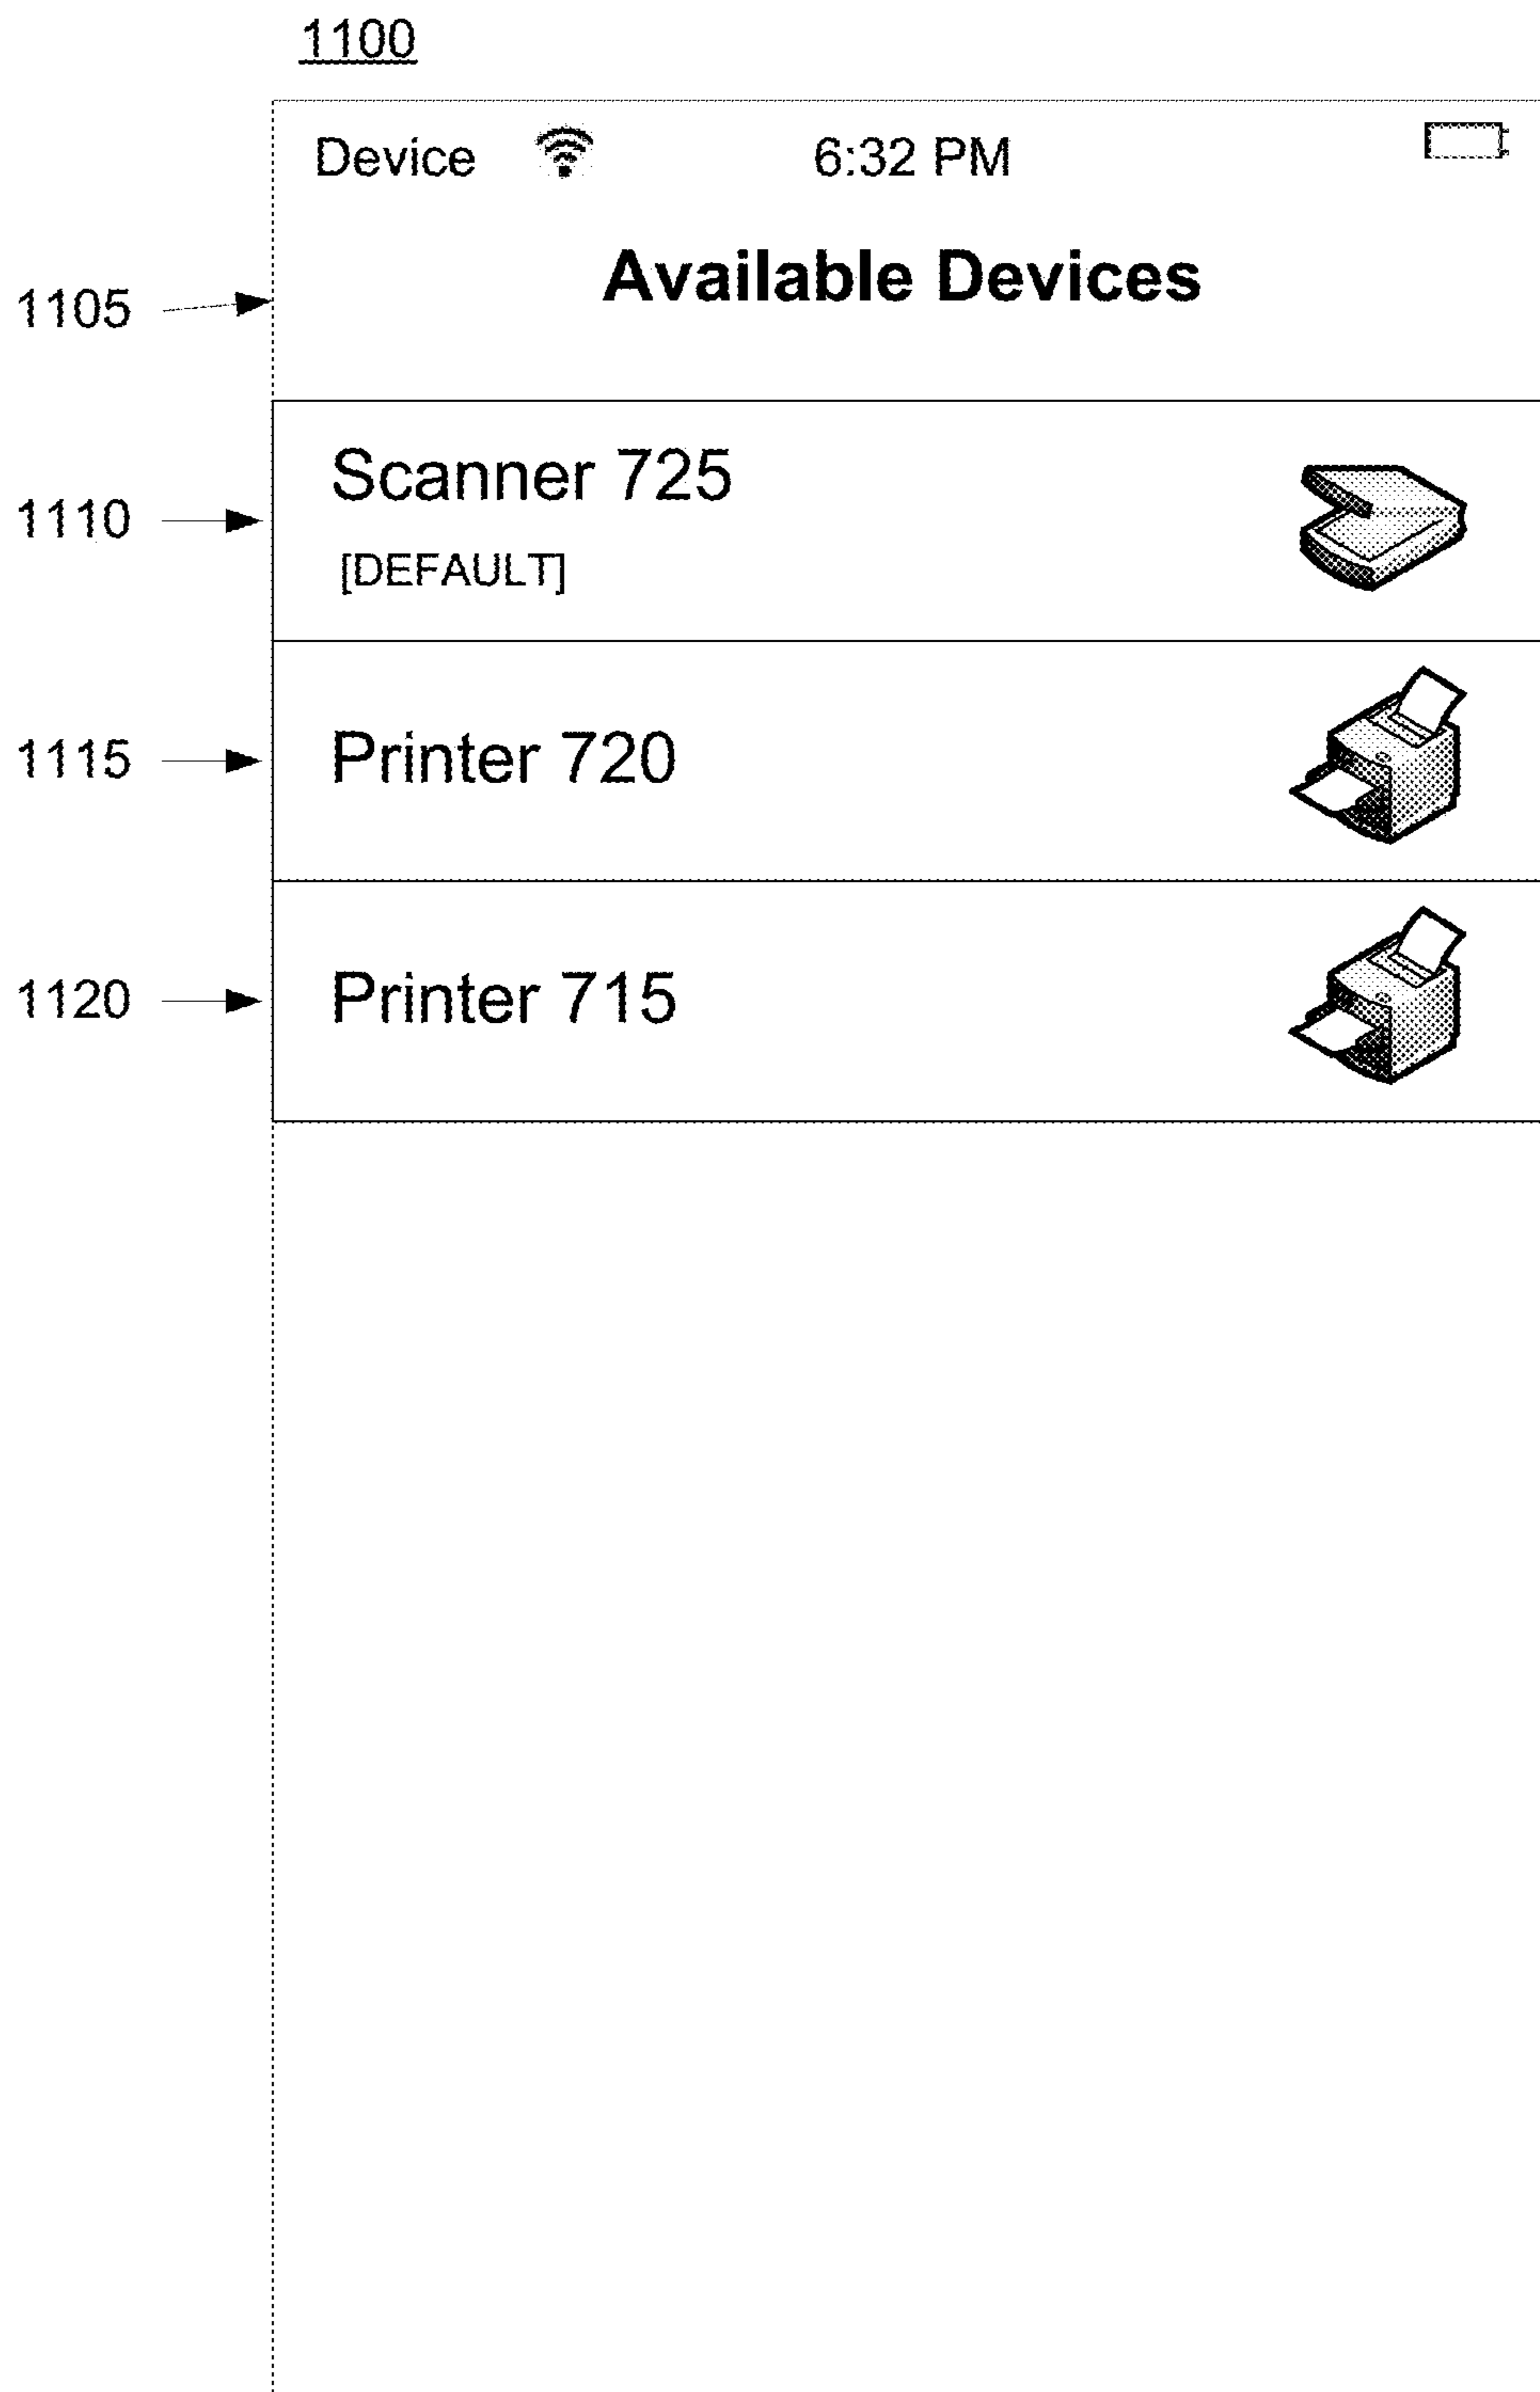 1100
Device 6:32 PM
Available Devices
1105
Scanner 725
1110
[DEFAULT]
1115 Printer 720
1120 Printer 715